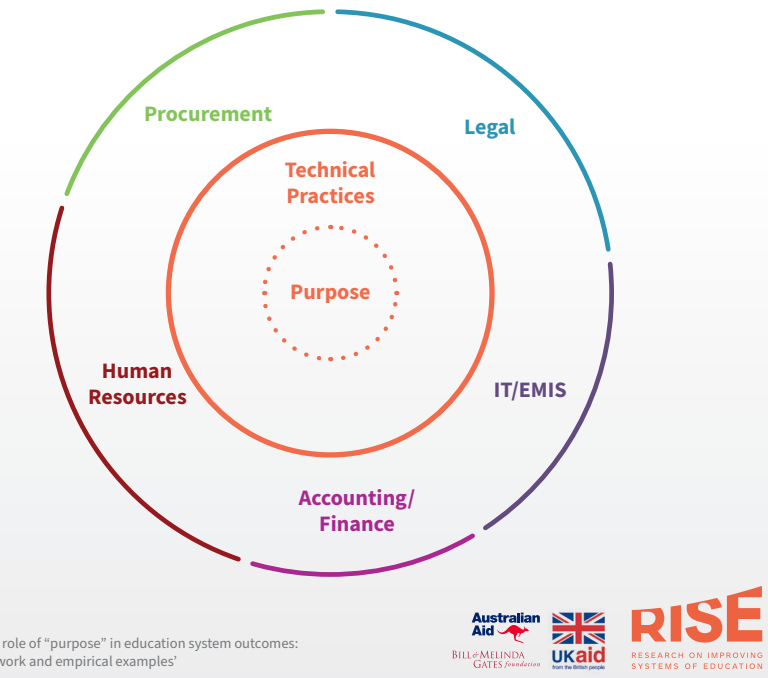 Procurement
Legal
Technical
Practices
Purpose
Human
Resources
IT/EMIS
Accounting/
Finance
role of “purpose” in education system outcomes:
work and empirical examples’
Australian
Aid
BILL & MELINDA
GATES foundation
UKaid
from the British people
RISE
RESEARCH ON IMPROVING
SYSTEMS OF EDUCATION